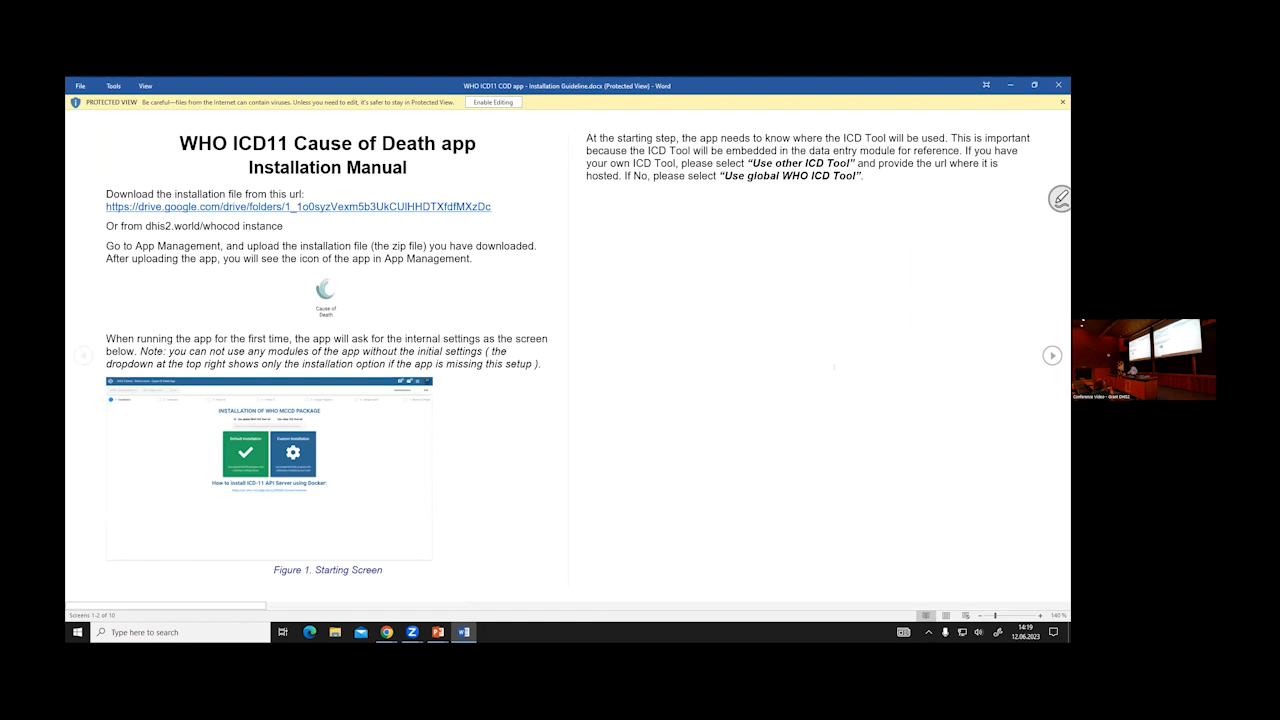 File Tools View
WHO ICD11 COD app - Installation Guideline.docx (Protected View) - Word
PROTECTED VIEW Be careful—files from the Internet can contain viruses. Unless you need to edit, it's safer to stay in Protected View. Enable Editing
WHO ICD11 Cause of Death app
Installation Manual
Download the installation file from this url:
https://drive.google.com/drive/folders/1_1o0syzVexm5b3UkCUlHHDTXfdfMXzDc
Or from dhis2.world/whocod instance
Go to App Management, and upload the installation file (the zip file) you have downloaded.
After uploading the app, you will see the icon of the app in App Management.
Cause of
Death
When running the app for the first time, the app will ask for the internal settings as the screen
below. Note: you can not use any modules of the app without the initial settings ( the
dropdown at the top right shows only the installation option if the app is missing this setup ).
INSTALLATION OF WHO MCCD PACKAGE
Default Installation
Custom Installation
How to install ICD-11 API Server using Docker:
Figure 1. Starting Screen
At the starting step, the app needs to know where the ICD Tool will be used. This is important
because the ICD Tool will be embedded in the data entry module for reference. If you have
your own ICD Tool, please select “Use other ICD Tool” and provide the url where it is
hosted. If No, please select “Use global WHO ICD Tool”.
Conference Video - Grant DHIS2
Screens 1-2 of 10
140 %
Type here to search
14:19
12.06.2023